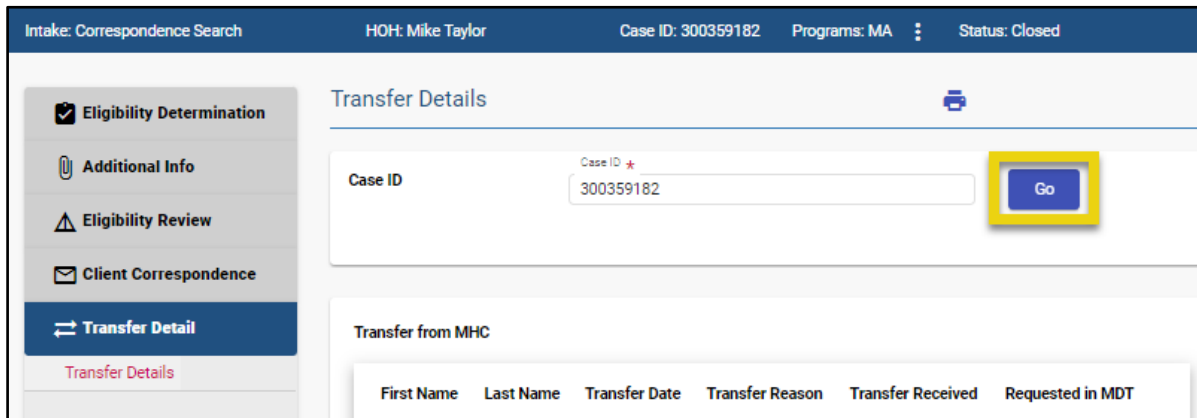 Intake: Correspondence Search HOH: Mike Taylor Case ID: 300359182 Programs: MA Status: Closed
Eligibility Determination
Additional Info
Eligibility Review
Client Correspondence
Transfer Detail
Transfer Details
Transfer Details
Case ID *
Case ID 300359182 Go
Transfer from MHC
First Name Last Name Transfer Date Transfer Reason Transfer Received Requested in MDT